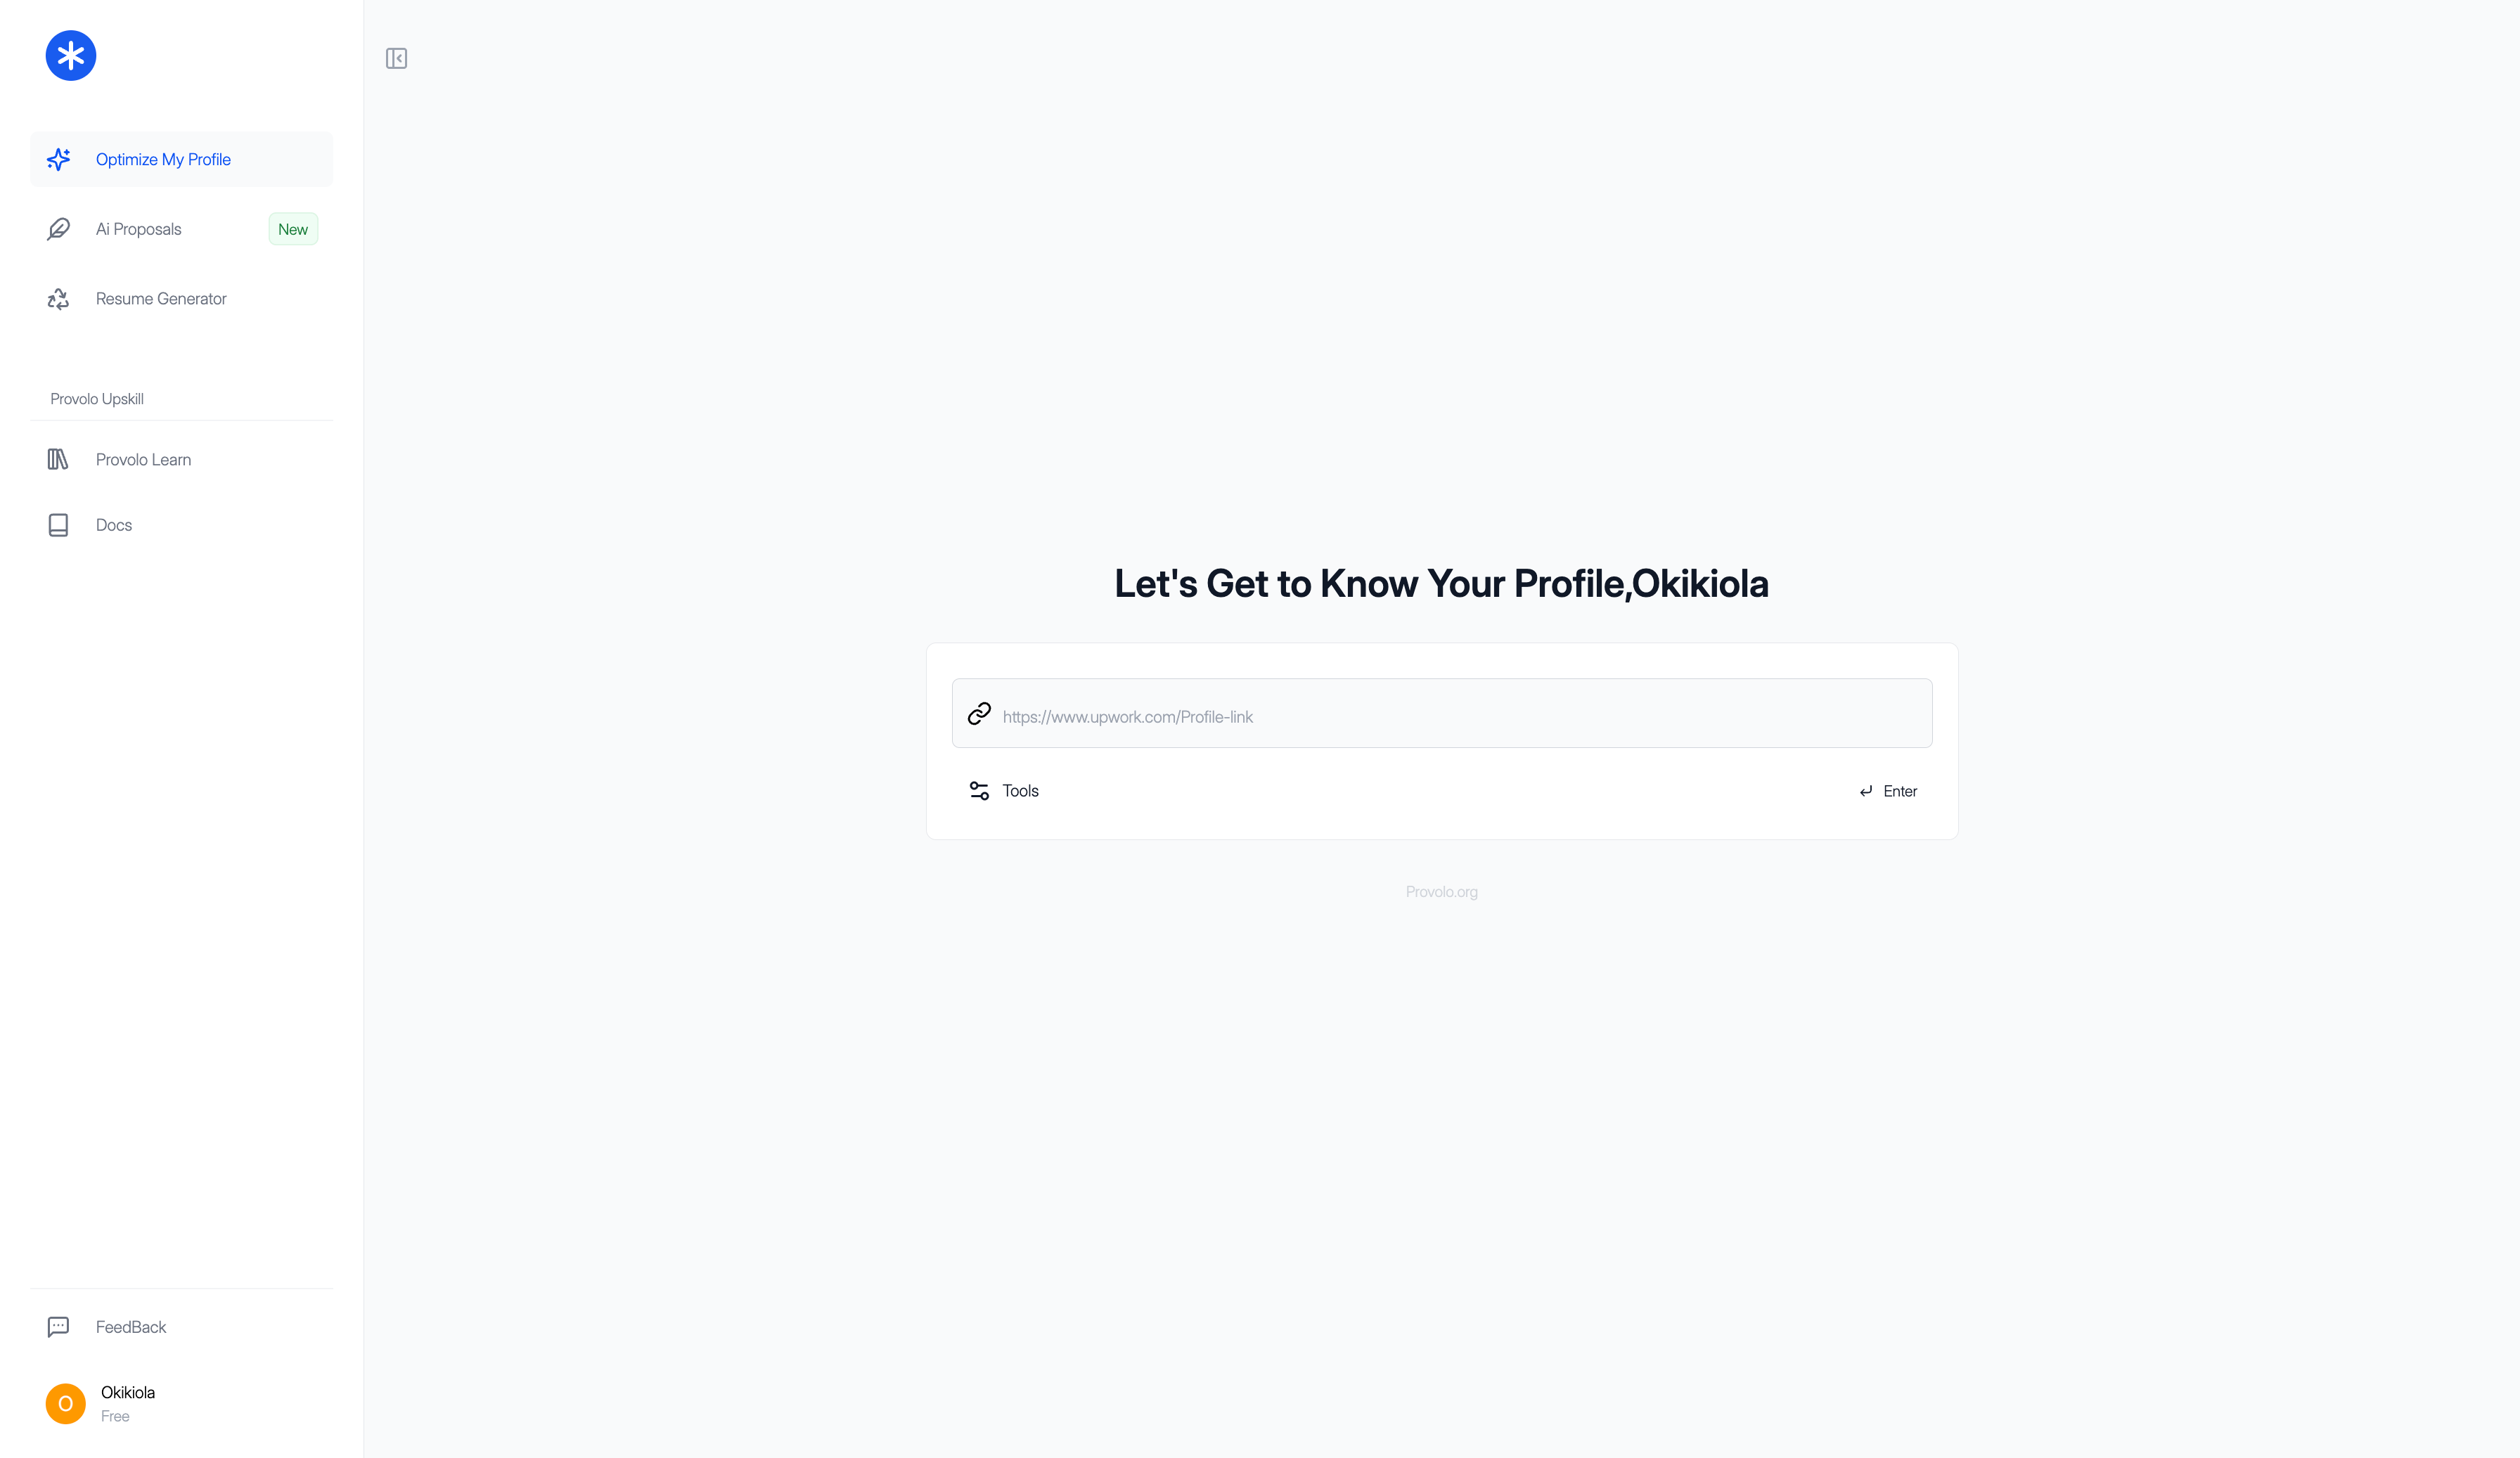 Optimize My Profile
Ai Proposals
New
Resume Generator
Provolo Upskill
Provolo Learn
Docs
Let's Get to Know Your Profile,Okikiola
https://www.upwork.com/Profile-link
Tools
Enter
Provolo.org
FeedBack
O
Okikiola
Free